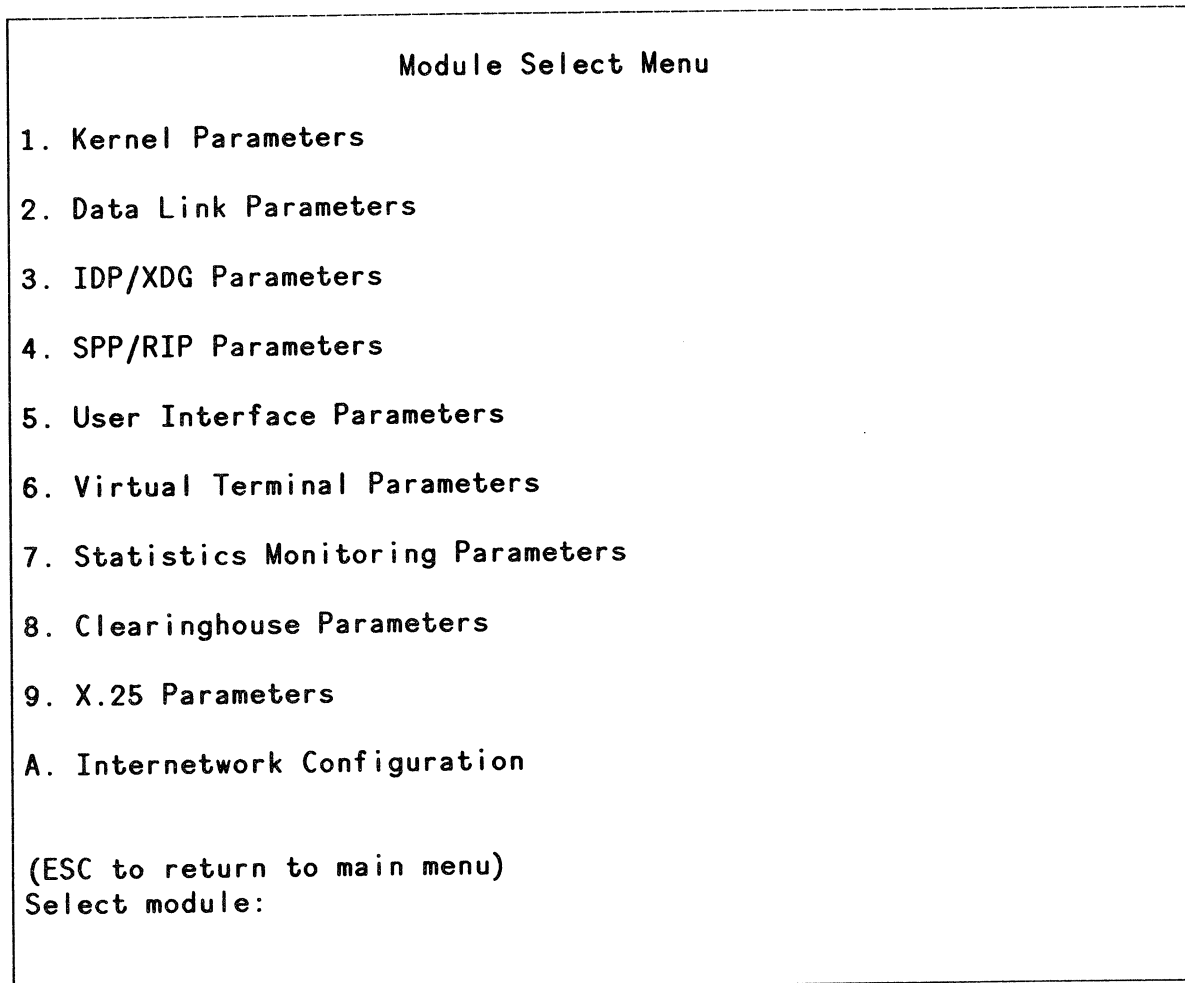 Module Select Menu
1. Kernel Parameters
2. Data Link Parameters
3. IDP/XDG Parameters
4. SPP/RIP Parameters
5. User Interface Parameters
6. Virtual Terminal Parameters
7. Statistics Monitoring Parameters
8. Clearinghouse Parameters
9. X.25 Parameters
A. Internetwork Configuration
(ESC to return to main menu)
Select module: